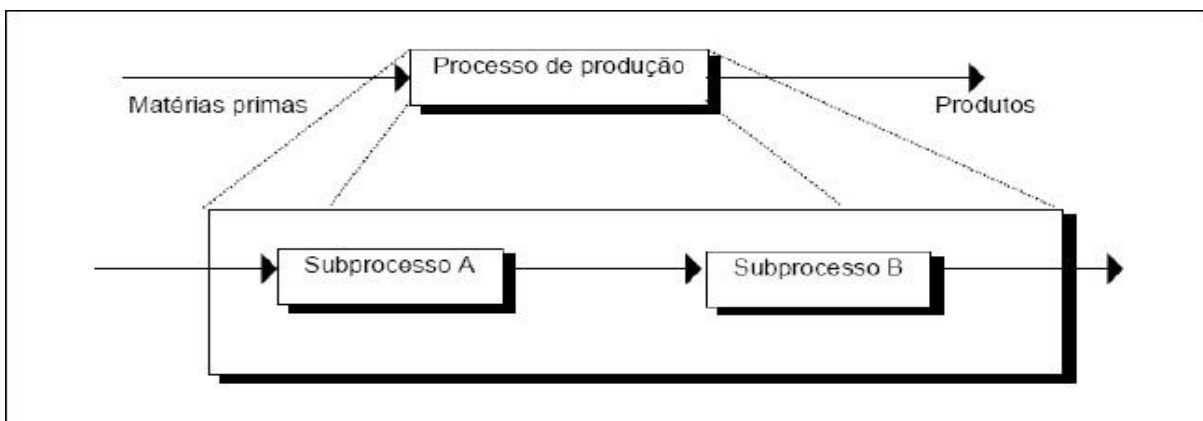 Processo de produção
Matérias primas
Produtos
Subprocesso A
Subprocesso B